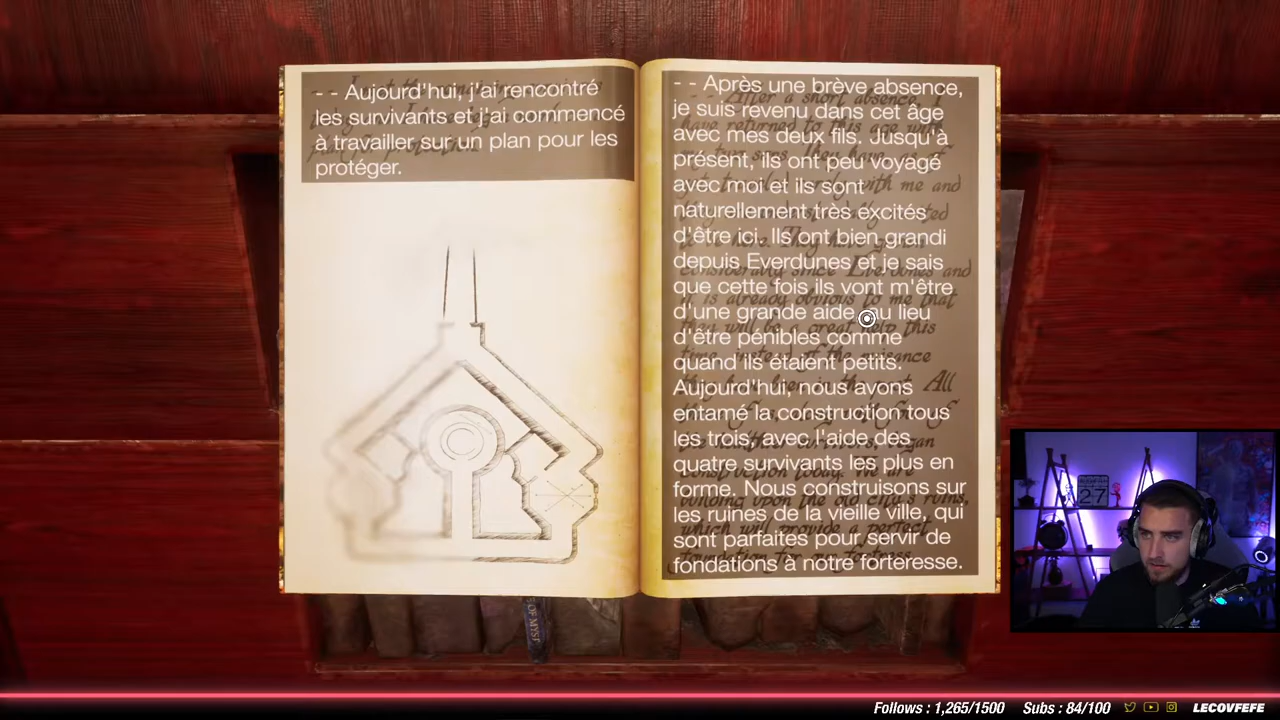 - - Aujourd'hui, j'ai rencontré
les survivants et j'ai commencé
à travailler sur un plan pour les
protéger.
- - Après une brève absence,
je suis revenu dans cet âge
avec mes deux fils. Jusqu'à
présent, ils ont peu voyagé
avec moi et ils sont
naturellement très excités
d'être ici. Ils ont bien grandi
depuis Everdunes et je sais
que cette fois ils vont m'être
d'une grande aide au lieu
d'être pénibles comme
quand ils étaient petits.
Aujourd'hui, nous avons
entamé la construction tous
les trois, avec l'aide des
quatre survivants les plus en
forme. Nous construisons sur
les ruines de la vieille ville, qui
sont parfaites pour servir de
fondations à notre forteresse.
OF MYST
27
Follows : 1,265/1500 Subs : 84/100 LECOVFEFE